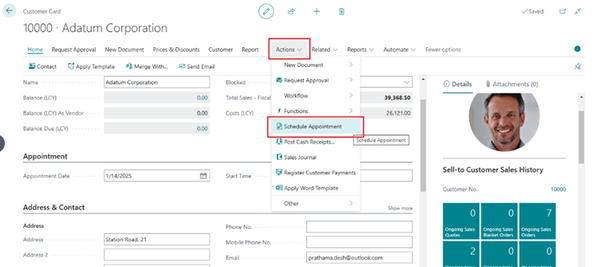 Customer Card
Saved
10000 · Adatum Corporation
Home Request Approval New Document Prices & Discounts Customer Report Actions Related Reports Automate Fewer options
Contact Apply Template Merge With... Send Email
New Document
Request Approval
Workflow
Functions
Schedule Appointment
Post Cash Receipts...
Sales Journal
Register Customer Payments
Apply Word Template
Other
Schedule Appointment
Name Adatum Corporation
Balance (LCY) 0.00
Balance (LCY) As Vendor 0.00
Balance Due (LCY) 0.00
Blocked
Total Sales - Fiscal 39,368.50
Costs (LCY) 26,121.00
Appointment
Appointment Date 1/14/2025
Start Time
Address & Contact
Show more
Address
Address Station Road, 21
Address 2
Phone No.
Mobile Phone No.
Email prathama.desh@outlook.com
Details Attachments (0)
Sell-to Customer Sales History
Customer No. 10000
0 0 7
Ongoing Sales Quotes
Ongoing Sales Blanket Orders
Ongoing Sales Orders
2 0 0